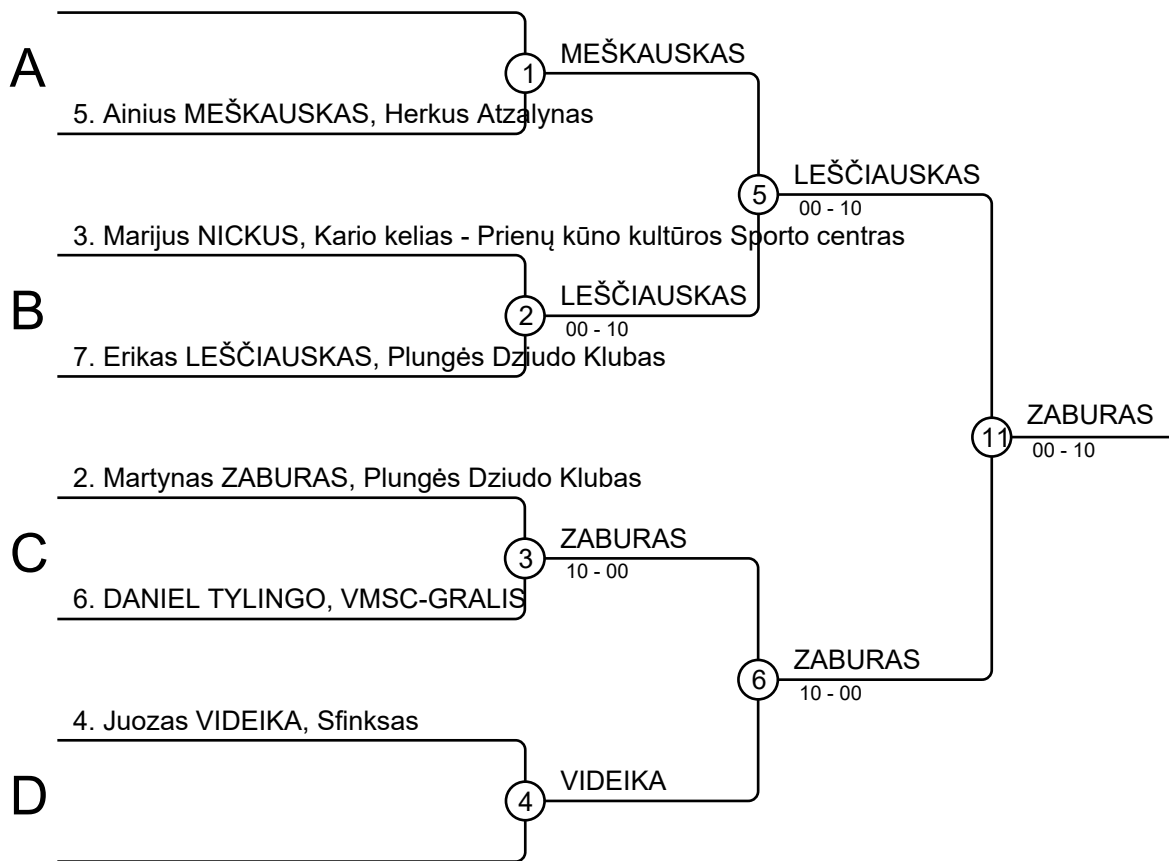 A
1
MEŠKAUSKAS
5. Ainius MEŠKAUSKAS, Herkus Atzalynas
5
LEŠČIAUSKAS
00 - 10
3. Marijus NICKUS, Kario kelias - Prienų kūno kultūros Sporto centras
B
2
LEŠČIAUSKAS
00 - 10
7. Erikas LEŠČIAUSKAS, Plungės Dziudo Klubas
11
ZABURAS
00 - 10
2. Martynas ZABURAS, Plungės Dziudo Klubas
C
3
ZABURAS
10 - 00
6. DANIEL TYLINGO, VMSC-GRALIS
6
ZABURAS
10 - 00
4. Juozas VIDEIKA, Sfinksas
D
4
VIDEIKA